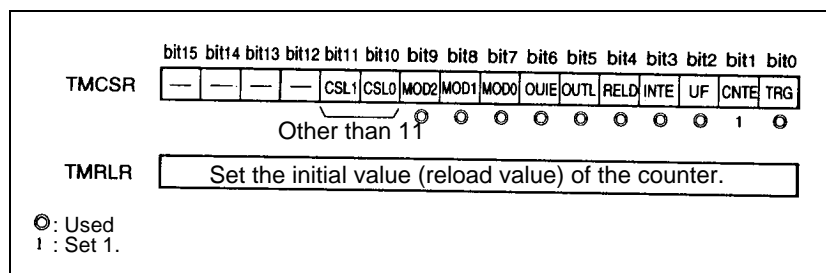 bit15 bit14 bit13 bit12 bit11 bit10 bit9 bit8 bit7 bit6 bit5 bit4 bit3 bit2 bit1 bit0
TMCSR — — — — CSL1 CSL0 MOD2 MOD1 MOD0 OUIE OUTL RELD INTE UF CNTE TRG
Other than 11 ◎ ◎ ◎ ◎ ◎ ◎ ◎ ◎ 1 ◎
TMRLR Set the initial value (reload value) of the counter.
◎: Used
1 : Set 1.